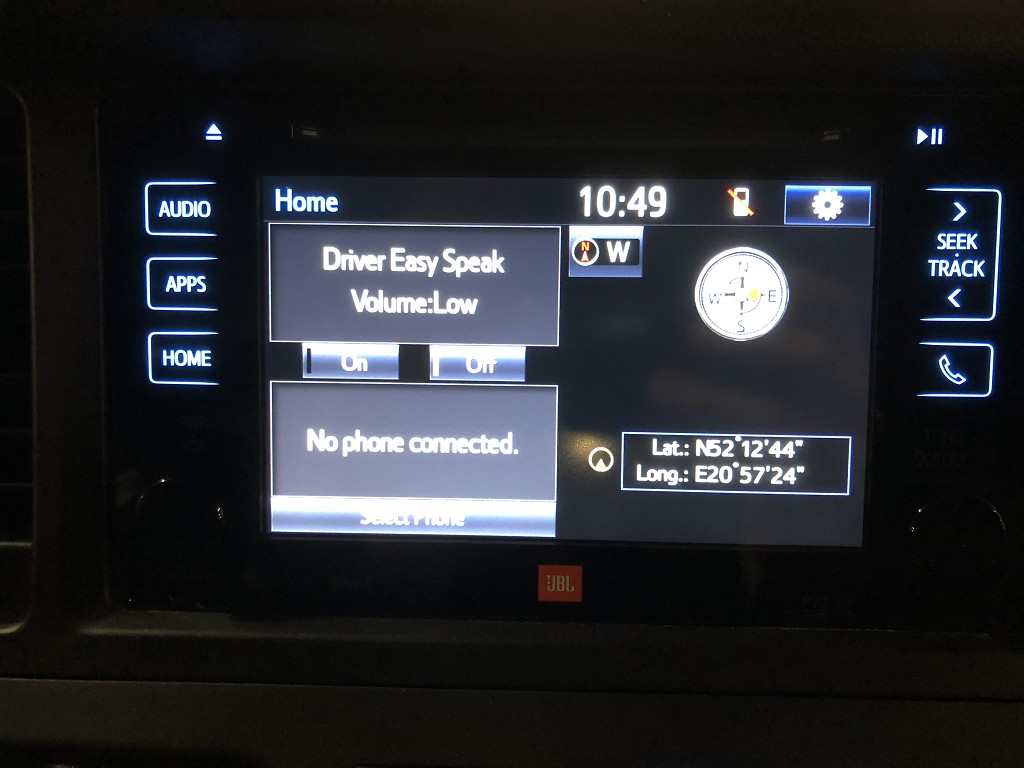 AUDIO
APPS
HOME
Home
10:49
Driver Easy Speak
Volume:Low
On
Off
No phone connected.
Select Phone
N
W
N
W
E
S
Lat.: N52°12'44"
Long.: E20°57'24"
SEEK
TRACK
JBL